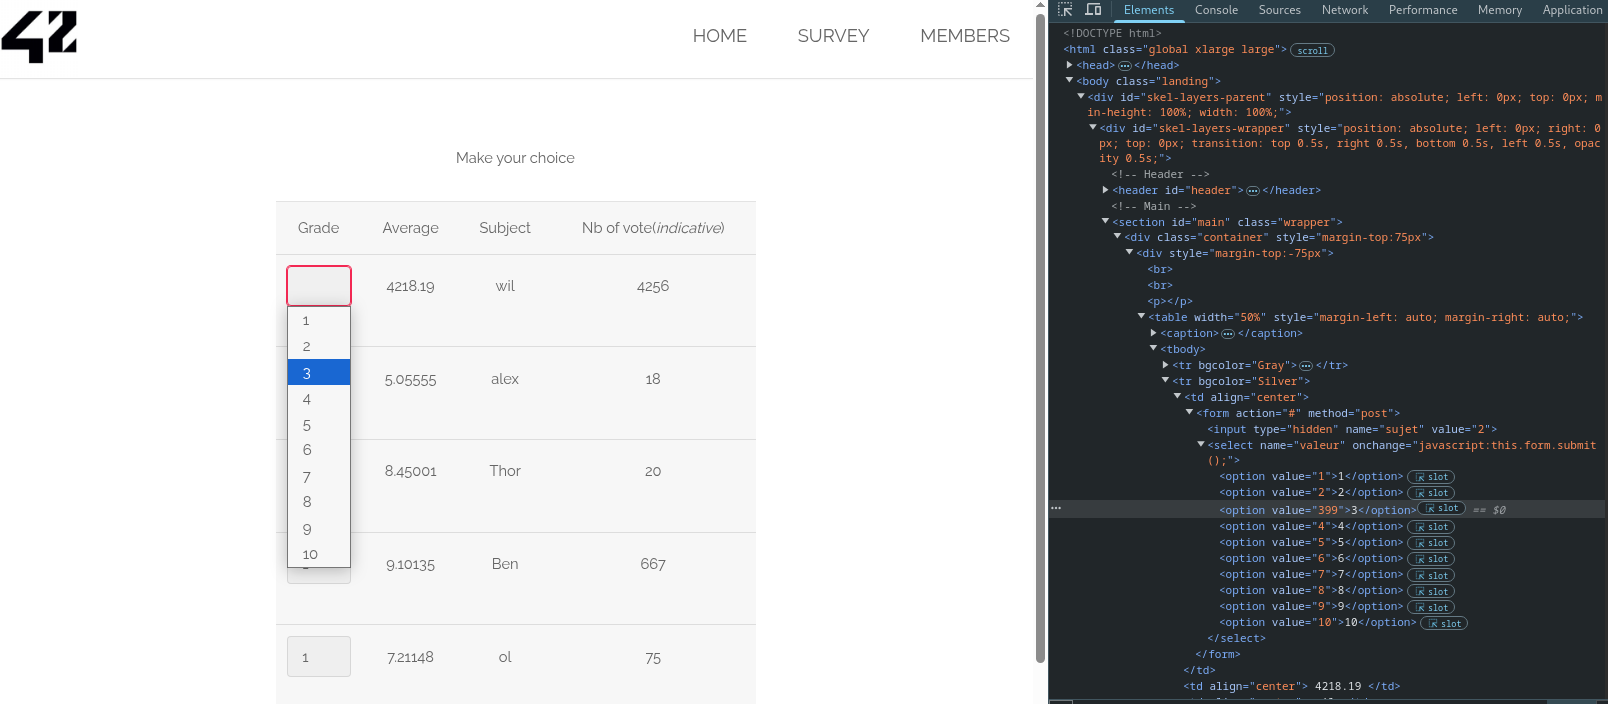 42
HOME SURVEY MEMBERS
Make your choice
Grade Average Subject Nb of vote(indicative)
4218.19 wil 4256
1
2
3
4
5
6
7
8
9
10
5.05555 alex 18
8.45001 Thor 20
9.10135 Ben 667
1 7.21148 ol 75
Elements Console Sources Network Performance Memory Application
<!DOCTYPE html>
<html class="global xlarge large"> scroll
<head> ••• </head>
<body class="landing">
<div id="skel-layers-parent" style="position: absolute; left: 0px; top: 0px; m
in-height: 100%; width: 100%;">
<div id="skel-layers-wrapper" style="position: absolute; left: 0px; right: 0
px; top: 0px; transition: top 0.5s, right 0.5s, bottom 0.5s, left 0.5s, opac
ity 0.5s;">
<!-- Header -->
<header id="header"> ••• </header>
<!-- Main -->
<section id="main" class="wrapper">
<div class="container" style="margin-top:75px">
<div style="margin-top:-75px">
<br>
<br>
<p></p>
<table width="50%" style="margin-left: auto; margin-right: auto;">
<caption> ••• </caption>
<tbody>
<tr bgcolor="Gray"> ••• </tr>
<tr bgcolor="Silver">
<td align="center">
<form action="#" method="post">
<input type="hidden" name="sujet" value="2">
<select name="valeur" onchange="javascript:this.form.submit
();">
<option value="1">1</option> slot
<option value="2">2</option> slot
••• <option value="399">3</option> slot == $0
<option value="4">4</option> slot
<option value="5">5</option> slot
<option value="6">6</option> slot
<option value="7">7</option> slot
<option value="8">8</option> slot
<option value="9">9</option> slot
<option value="10">10</option> slot
</select>
</form>
</td>
<td align="center"> 4218.19 </td>